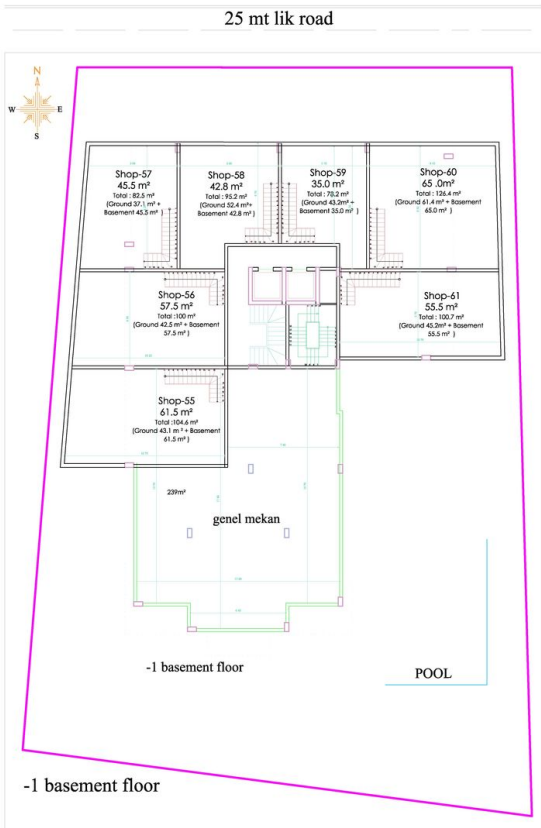 25 mt lik road
N
W
E
S
Shop-57
45.5 m²
Total : 82.5 m²
(Ground 37.1 m² +
Basement 45.5 m² )
Shop-58
42.8 m²
Total : 95.2 m²
(Ground 52.4 m²+
Basement 42.8 m² )
Shop-59
35.0 m²
Total : 78.2 m²
(Ground 43.2m² +
Basement 35.0 m² )
Shop-60
65 .0m²
Total : 126.4 m²
(Ground 61.4 m² +
Basement
65.0 m² )
Shop-56
57.5 m²
Total :100 m²
(Ground 42.5 m² + Basement
57.5 m² )
Shop-61
55.5 m²
Total : 100.7 m²
(Ground 45.2m² + Basement
55.5 m² )
Shop-55
61.5 m²
Total :104.6 m²
(Ground 43.1 m ² + Basement
61.5 m² )
239m²
genel mekan
-1 basement floor
POOL
-1 basement floor